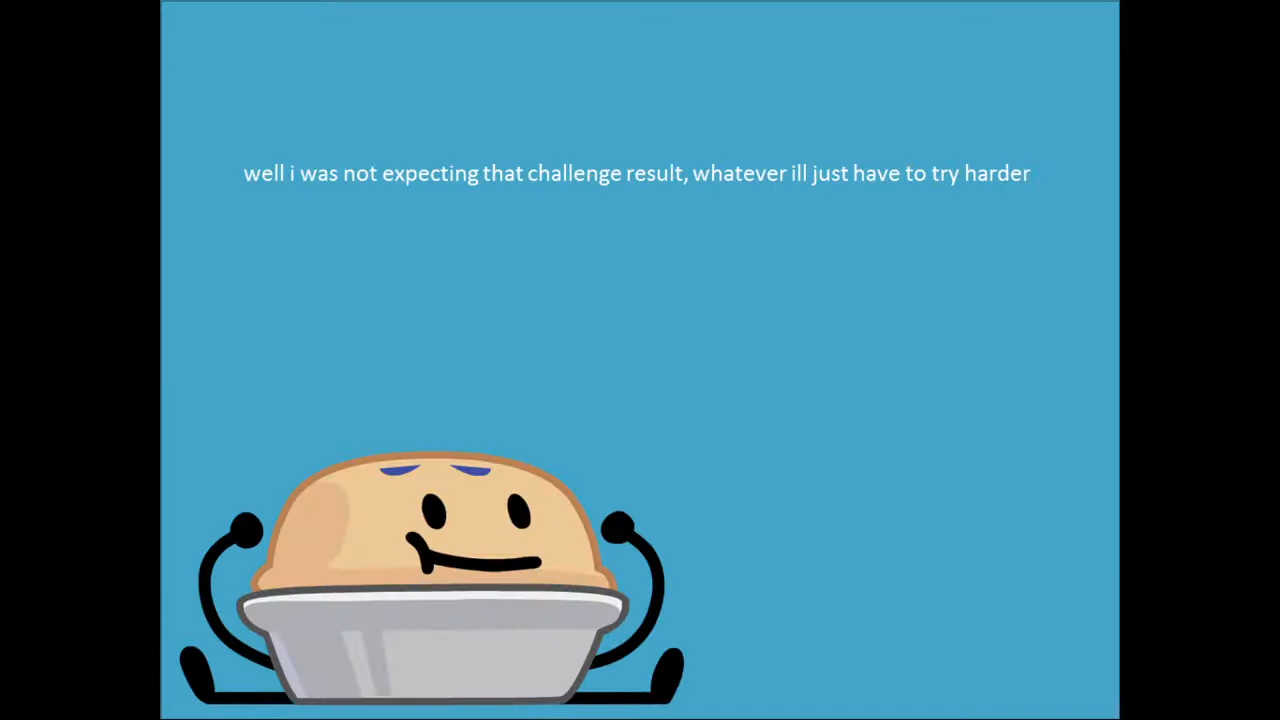 well i was not expecting that challenge result, whatever ill just have to try harder